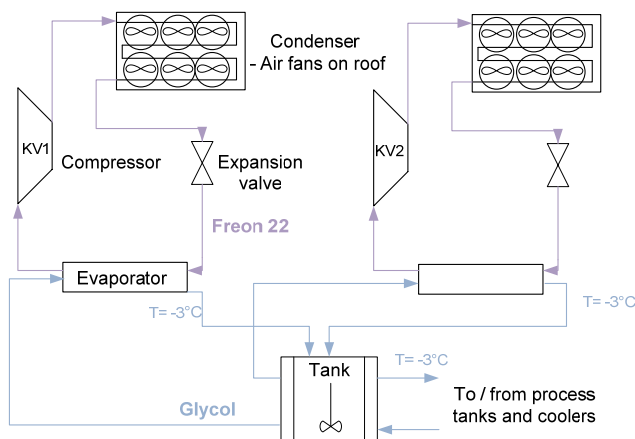 Condenser
- Air fans on roof
KV1
Compressor
Expansion
valve
KV2
Freon 22
Evaporator
T= -3°C
T= -3°C
Tank
T= -3°C
Glycol
To / from process
tanks and coolers